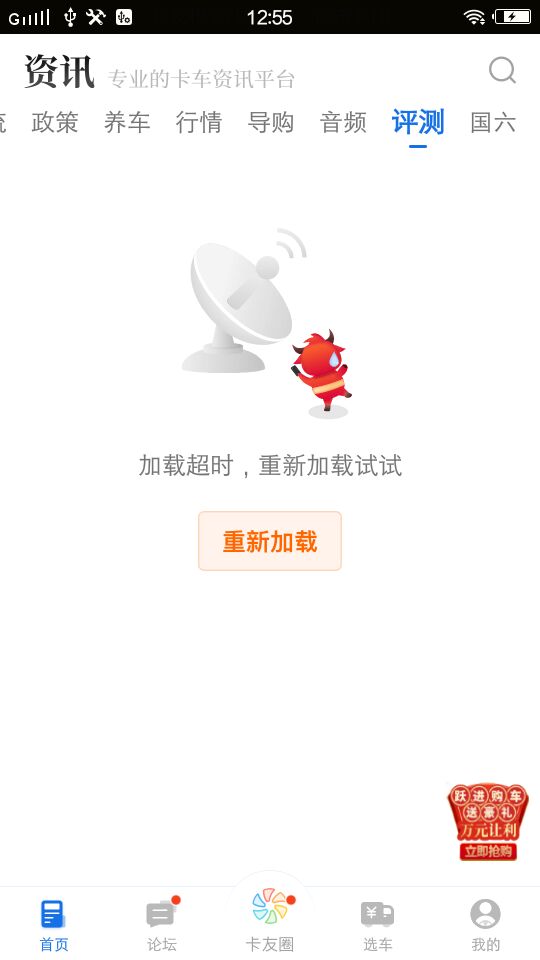 G 12:55
资讯 专业的卡车资讯平台
政策 养车 行情 导购 音频 评测 国六
加载超时，重新加载试试
重新加载
跃进购车
送豪礼
万元让利
立即抢购
首页 论坛 卡友圈 选车 我的